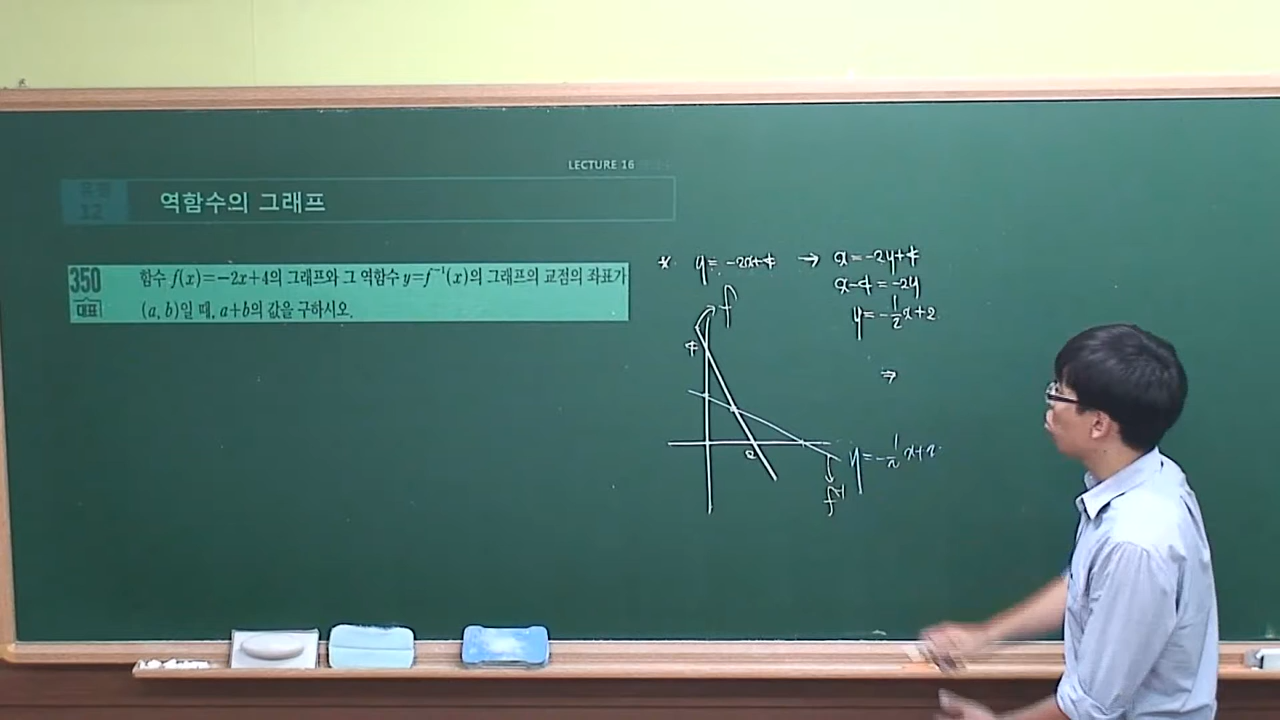 LECTURE 16
유형
12
역함수의 그래프
350
대표
함수 f(x)=-2x+4의 그래프와 그 역함수 y=f⁻¹(x)의 그래프의 교점의 좌표가
(a, b)일 때, a+b의 값을 구하시오.
* y=-2x+4 → x=-2y+4
x-4=-2y
y=-1/2x+2
⇒
f
4
2
y=-1/2x+2
f⁻¹